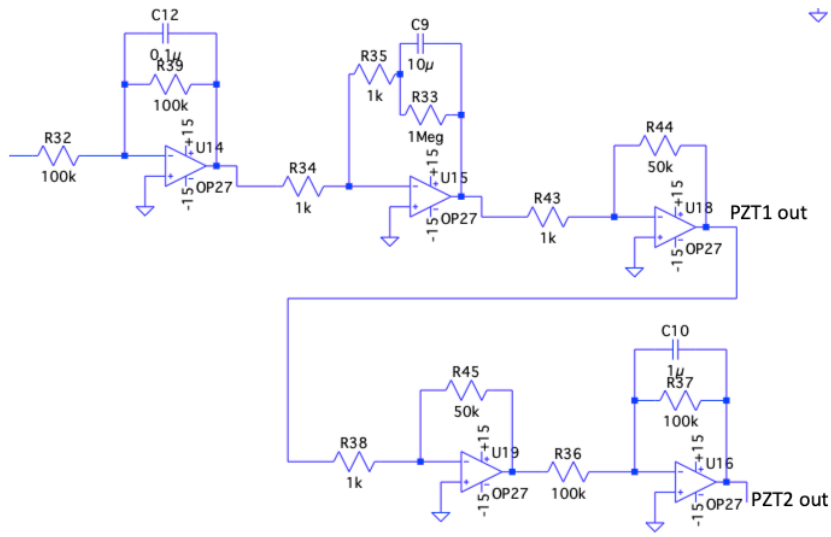 C12
0.1µ
R39
100k
R32
100k
+15
U14
-15
OP27
C9
10µ
R35
1k
R33
1Meg
R34
1k
+15
U15
-15
OP27
R44
50k
R43
1k
+15
U18
-15
OP27
PZT1 out
R45
50k
R38
1k
+15
U19
-15
OP27
C10
1µ
R37
100k
R36
100k
+15
U16
-15
OP27
PZT2 out